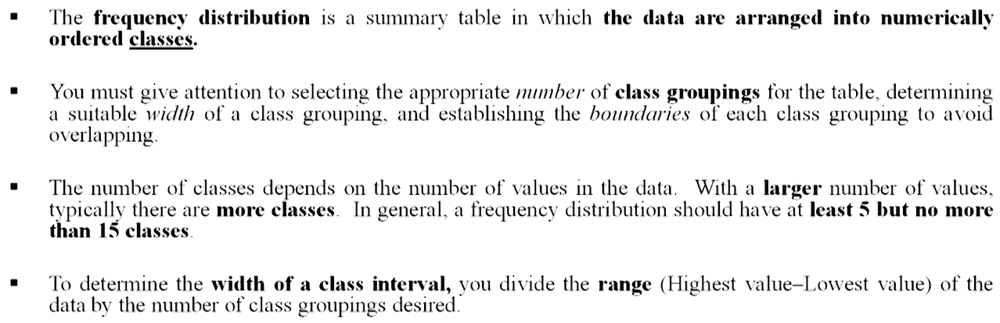 ▪ The frequency distribution is a summary table in which the data are arranged into numerically
ordered classes.
▪ You must give attention to selecting the appropriate number of class groupings for the table, determining
a suitable width of a class grouping, and establishing the boundaries of each class grouping to avoid
overlapping.
▪ The number of classes depends on the number of values in the data. With a larger number of values,
typically there are more classes. In general, a frequency distribution should have at least 5 but no more
than 15 classes.
▪ To determine the width of a class interval, you divide the range (Highest value–Lowest value) of the
data by the number of class groupings desired.